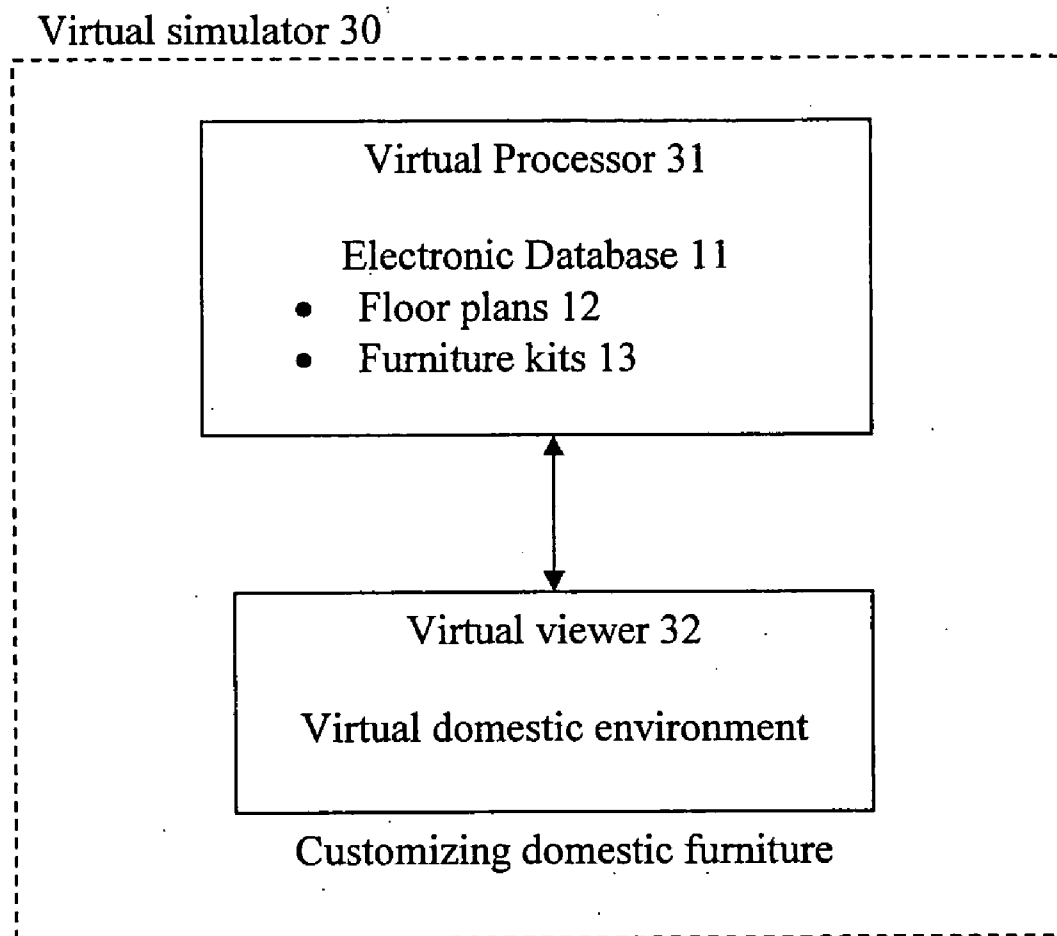 Virtual simulator 30
Virtual Processor 31
Electronic Database 11
• Floor plans 12
• Furniture kits 13
Virtual viewer 32
Virtual domestic environment
Customizing domestic furniture